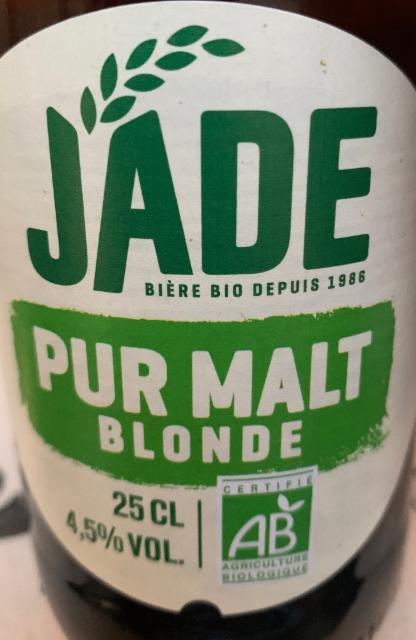 JADE
BIÈRE BIO DEPUIS 1986
PUR MALT
BLONDE
25 CL
4,5% VOL.
CERTIFIÉ
AB
AGRICULTURE
BIOLOGIQUE